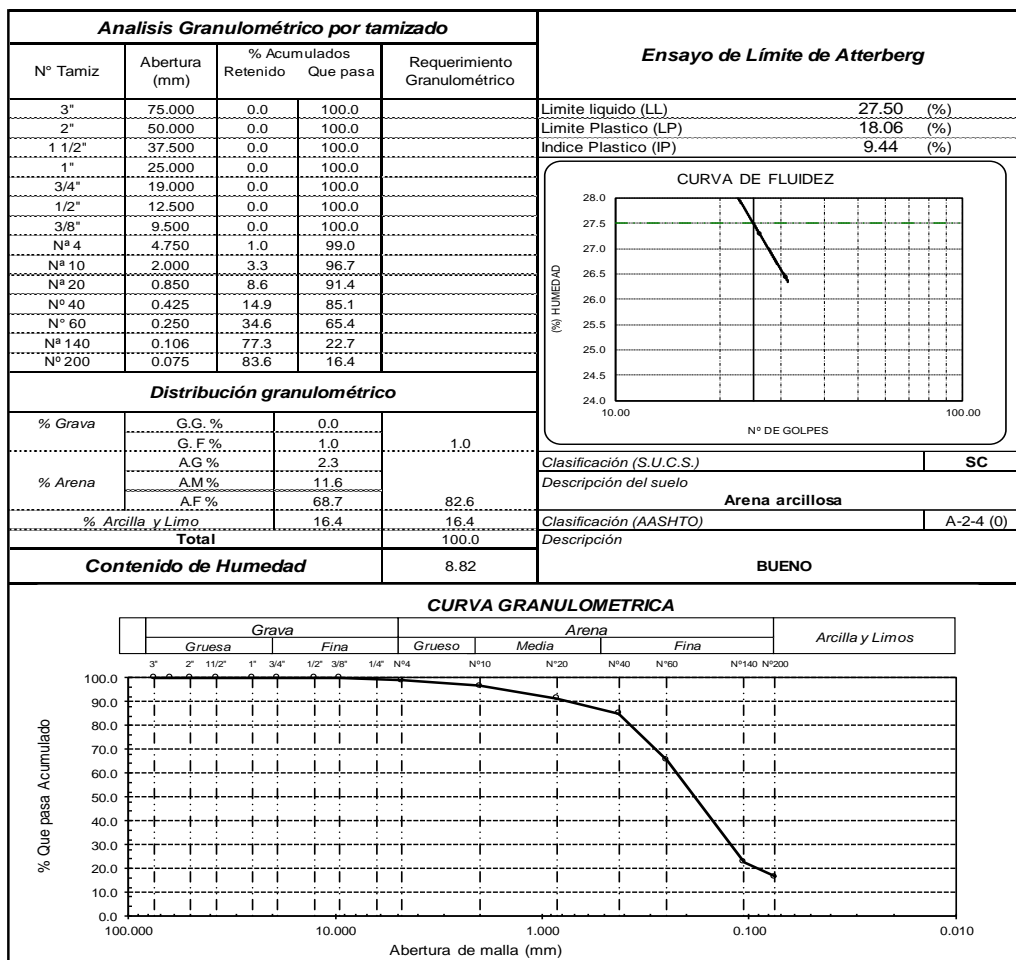 Analisis Granulométrico por tamizado
N° Tamiz Abertura (mm) % Acumulados Retenido Que pasa Requerimiento Granulométrico
3" 75.000 0.0 100.0
2" 50.000 0.0 100.0
1 1/2" 37.500 0.0 100.0
1" 25.000 0.0 100.0
3/4" 19.000 0.0 100.0
1/2" 12.500 0.0 100.0
3/8" 9.500 0.0 100.0
Nª 4 4.750 1.0 99.0
Nª 10 2.000 3.3 96.7
Nª 20 0.850 8.6 91.4
Nº 40 0.425 14.9 85.1
N° 60 0.250 34.6 65.4
Nª 140 0.106 77.3 22.7
Nº 200 0.075 83.6 16.4
Distribución granulométrico
% Grava G.G. % 0.0
G. F % 1.0 1.0
% Arena A.G % 2.3
A.M % 11.6
A.F % 68.7 82.6
% Arcilla y Limo 16.4 16.4
Total 100.0
Contenido de Humedad 8.82
Ensayo de Límite de Atterberg
Limite liquido (LL) 27.50 (%)
Limite Plastico (LP) 18.06 (%)
Indice Plastico (IP) 9.44 (%)
CURVA DE FLUIDEZ
(%) HUMEDAD
28.0
27.5
27.0
26.5
26.0
25.5
25.0
24.5
24.0
10.00 100.00
Nº DE GOLPES
Clasificación (S.U.C.S.) SC
Descripción del suelo
Arena arcillosa
Clasificación (AASHTO) A-2-4 (0)
Descripción
BUENO
CURVA GRANULOMETRICA
Grava Arena Arcilla y Limos
Gruesa Fina Grueso Media Fina
3" 2" 11/2" 1" 3/4" 1/2" 3/8" 1/4" Nº4 Nº10 N°20 Nº40 N°60 Nº140 Nº200
% Que pasa Acumulado
100.0
90.0
80.0
70.0
60.0
50.0
40.0
30.0
20.0
10.0
0.0
100.000 10.000 1.000 0.100 0.010
Abertura de malla (mm)